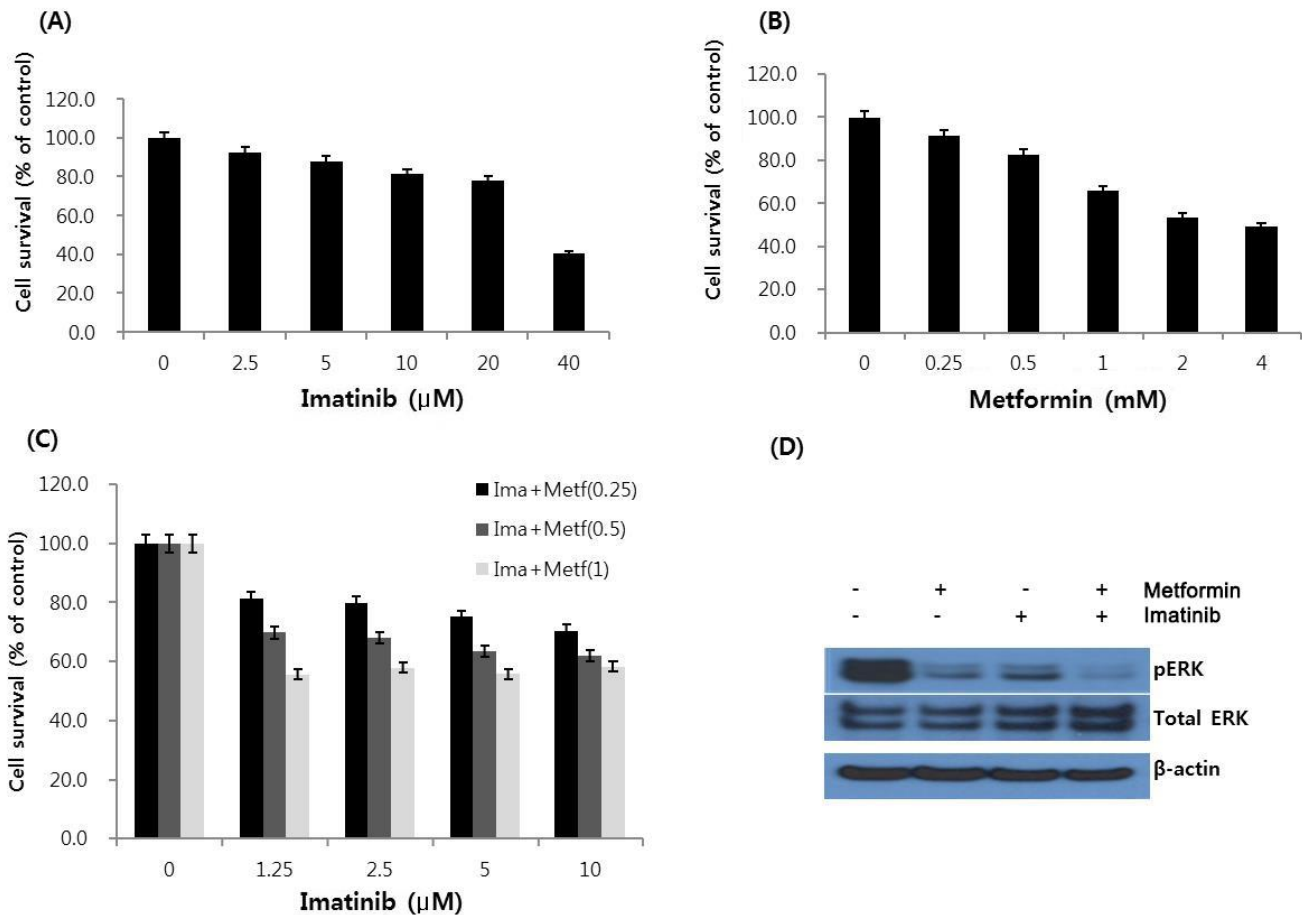 (A)
Cell survival (% of control)
120.0
100.0
80.0
60.0
40.0
20.0
0.0
0 2.5 5 10 20 40
Imatinib (μM)
(B)
Cell survival (% of control)
120.0
100.0
80.0
60.0
40.0
20.0
0.0
0 0.25 0.5 1 2 4
Metformin (mM)
(C)
Cell survival (% of control)
120.0
100.0
80.0
60.0
40.0
20.0
0.0
Ima+Metf(0.25)
Ima+Metf(0.5)
Ima+Metf(1)
0 1.25 2.5 5 10
Imatinib (μM)
(D)
- + - + Metformin
- - + + Imatinib
pERK
Total ERK
β-actin